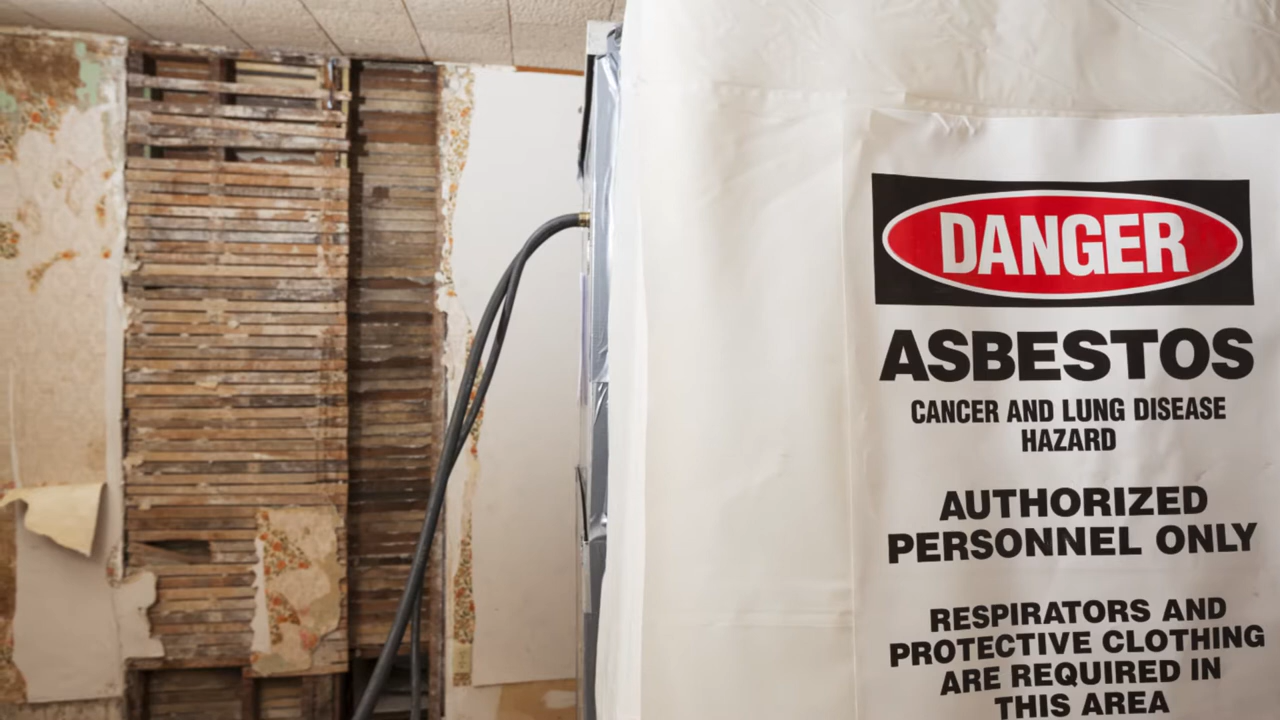 DANGER
ASBESTOS
CANCER AND LUNG DISEASE
HAZARD
AUTHORIZED
PERSONNEL ONLY
RESPIRATORS AND
PROTECTIVE CLOTHING
ARE REQUIRED IN
THIS AREA